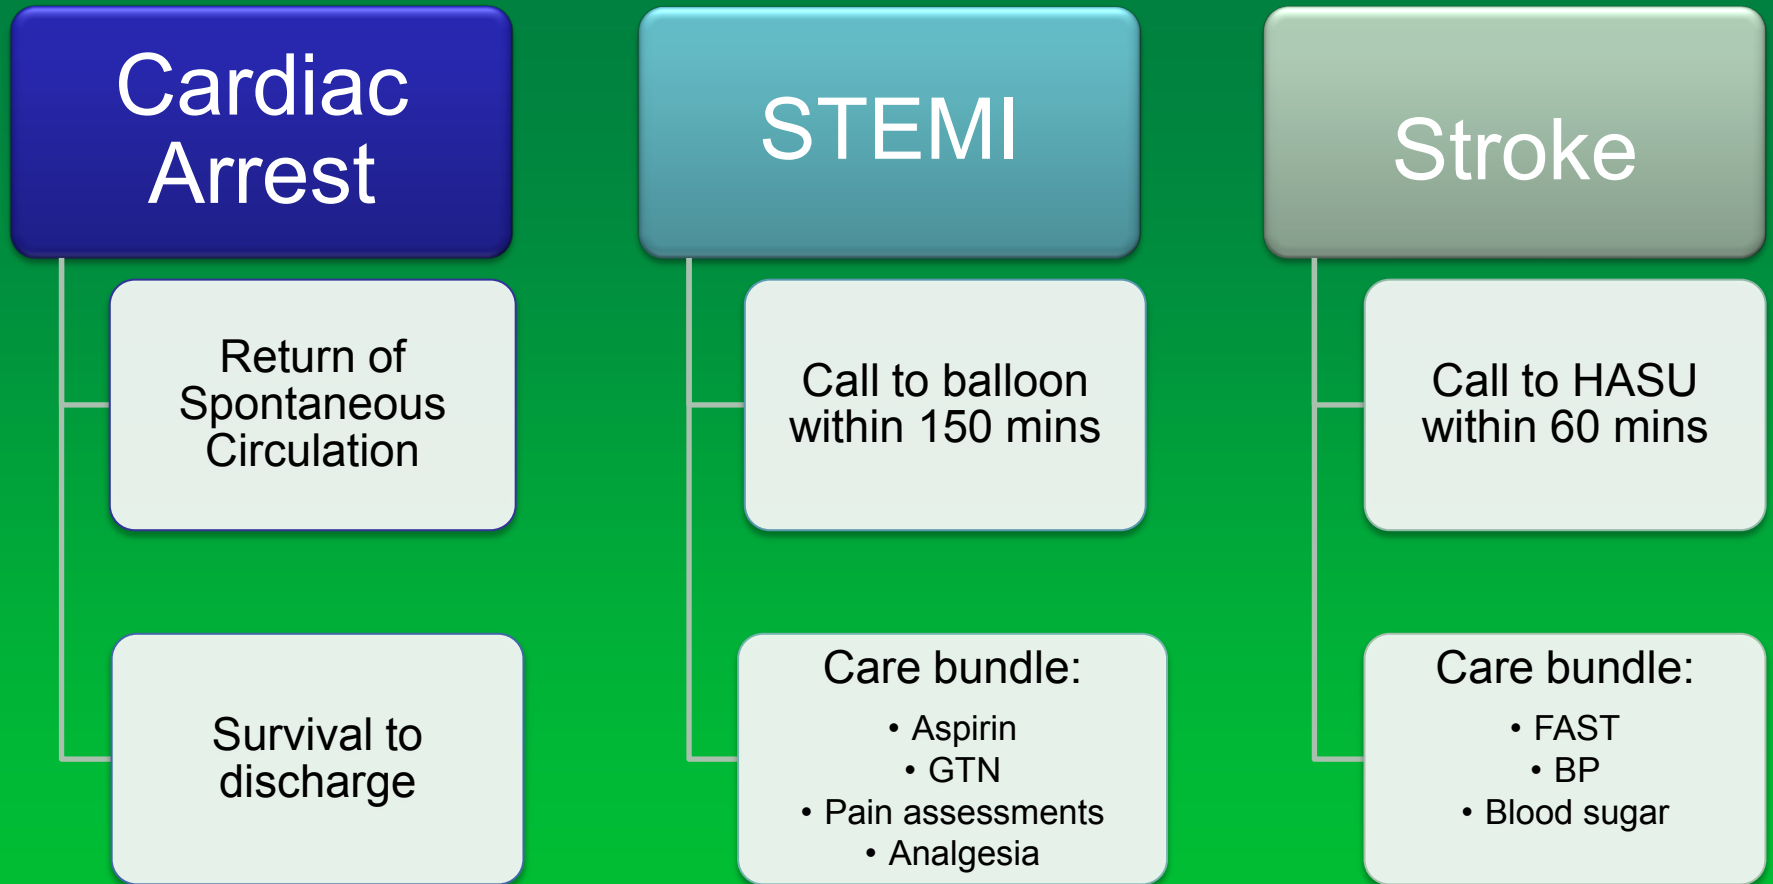 Cardiac
Arrest
Return of
Spontaneous
Circulation
Survival to
discharge
STEMI
Call to balloon
within 150 mins
Care bundle:
• Aspirin
• GTN
• Pain assessments
• Analgesia
Stroke
Call to HASU
within 60 mins
Care bundle:
• FAST
• BP
• Blood sugar